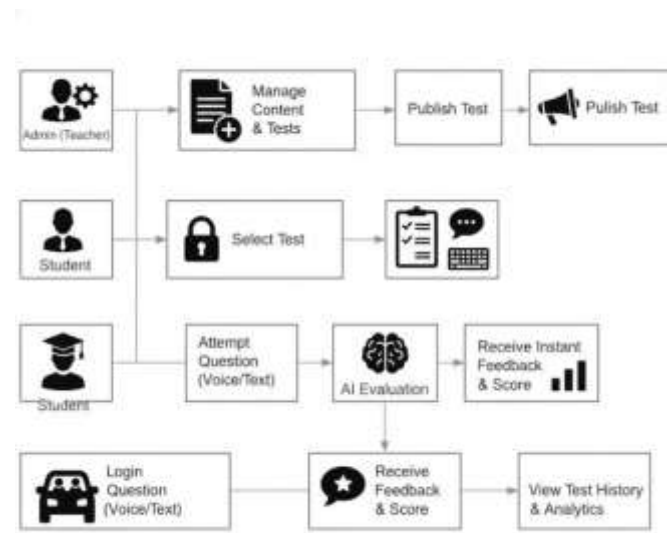 Admin (Teacher)
Manage
Content
& Tests
Publish Test
Pulish Test
Student
Select Test
Student
Attempt
Question
(Voice/Text)
AI Evaluation
Receive Instant
Feedback
& Score
Login
Question
(Voice/Text)
Receive
Feedback
& Score
View Test History
& Analytics